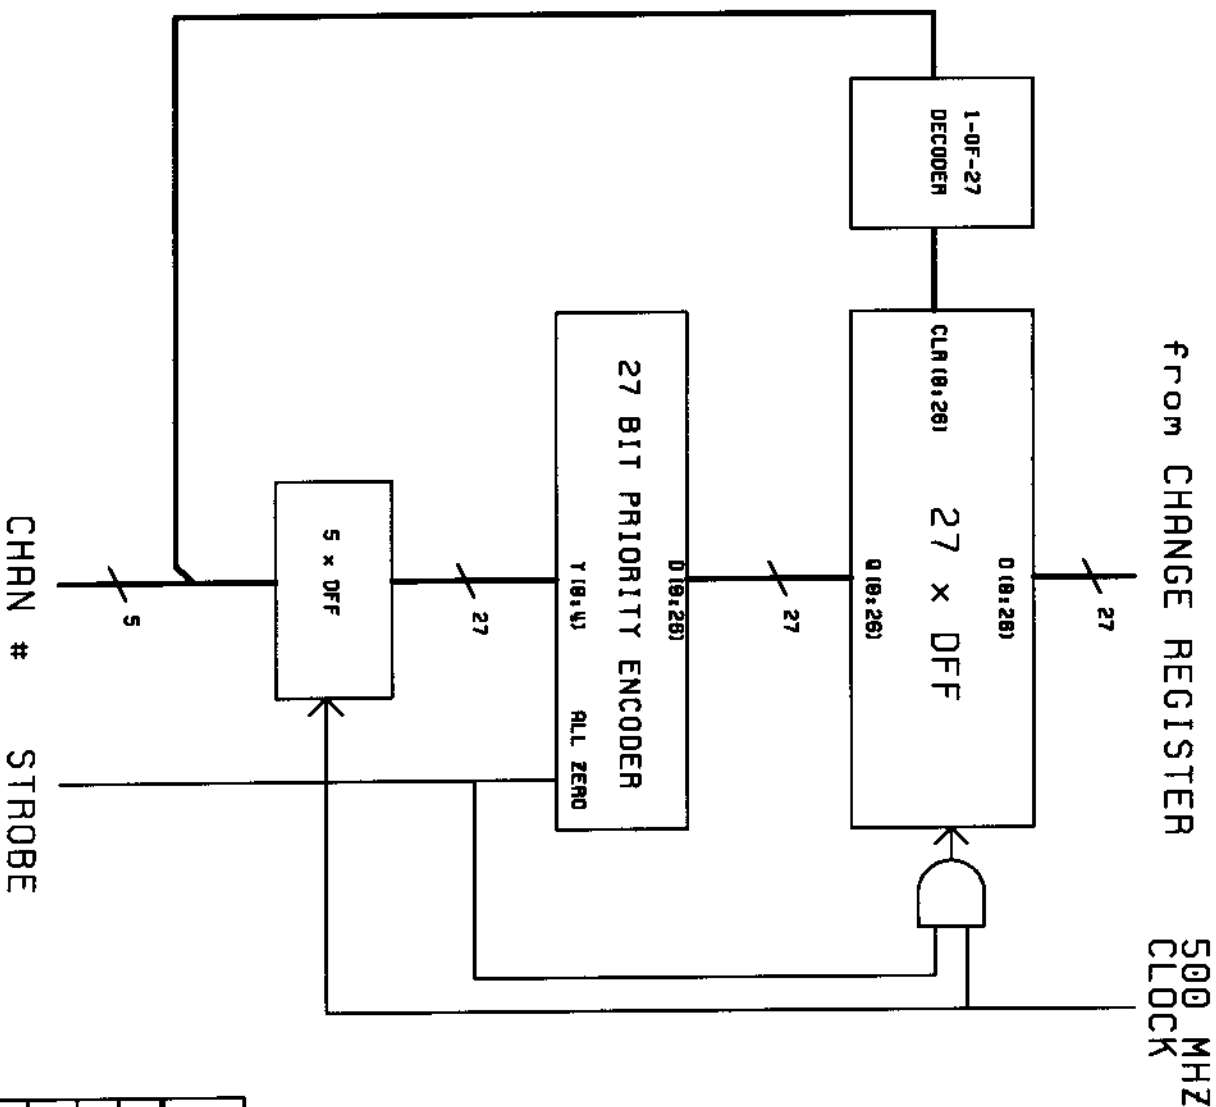 from CHANGE REGISTER
500 MHZ
CLOCK
27
1-OF-27
DECODER
CLR(0:26)
27 x DFF
D(0:26)
Q(0:26)
27
27 BIT PRIORITY ENCODER
D(0:26)
Y(0:4)
ALL ZERO
27
5 x DFF
5
CHAN #
STROBE